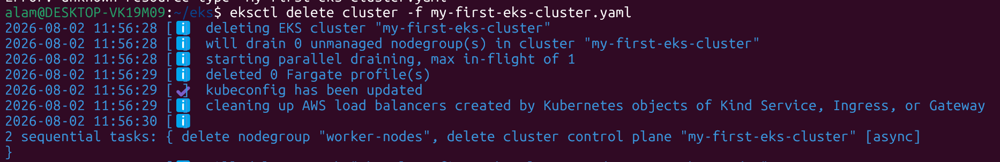 alam@DESKTOP-VK19M09:~/eks$ eksctl delete cluster -f my-first-eks-cluster.yaml
2026-08-02 11:56:28 [ℹ]  deleting EKS cluster "my-first-eks-cluster"
2026-08-02 11:56:28 [ℹ]  will drain 0 unmanaged nodegroup(s) in cluster "my-first-eks-cluster"
2026-08-02 11:56:28 [ℹ]  starting parallel draining, max in-flight of 1
2026-08-02 11:56:29 [ℹ]  deleted 0 Fargate profile(s)
2026-08-02 11:56:29 [✔]  kubeconfig has been updated
2026-08-02 11:56:29 [ℹ]  cleaning up AWS load balancers created by Kubernetes objects of Kind Service, Ingress, or Gateway
2026-08-02 11:56:30 [ℹ]
2 sequential tasks: { delete nodegroup "worker-nodes", delete cluster control plane "my-first-eks-cluster" [async]
}